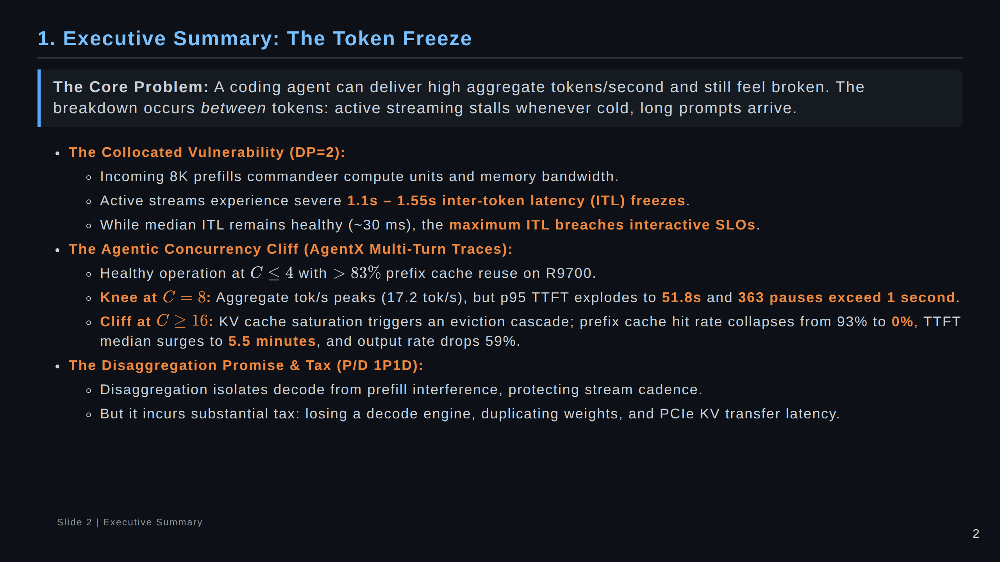 1. Executive Summary: The Token Freeze
The Core Problem: A coding agent can deliver high aggregate tokens/second and still feel broken. The
breakdown occurs between tokens: active streaming stalls whenever cold, long prompts arrive.
The Collocated Vulnerability (DP=2):
Incoming 8K prefills commandeer compute units and memory bandwidth.
Active streams experience severe 1.1s – 1.55s inter-token latency (ITL) freezes.
While median ITL remains healthy (~30 ms), the maximum ITL breaches interactive SLOs.
The Agentic Concurrency Cliff (AgentX Multi-Turn Traces):
Healthy operation at C ≤ 4 with > 83% prefix cache reuse on R9700.
Knee at C = 8: Aggregate tok/s peaks (17.2 tok/s), but p95 TTFT explodes to 51.8s and 363 pauses exceed 1 second.
Cliff at C ≥ 16: KV cache saturation triggers an eviction cascade; prefix cache hit rate collapses from 93% to 0%, TTFT
median surges to 5.5 minutes, and output rate drops 59%.
The Disaggregation Promise & Tax (P/D 1P1D):
Disaggregation isolates decode from prefill interference, protecting stream cadence.
But it incurs substantial tax: losing a decode engine, duplicating weights, and PCIe KV transfer latency.
Slide 2 | Executive Summary
2